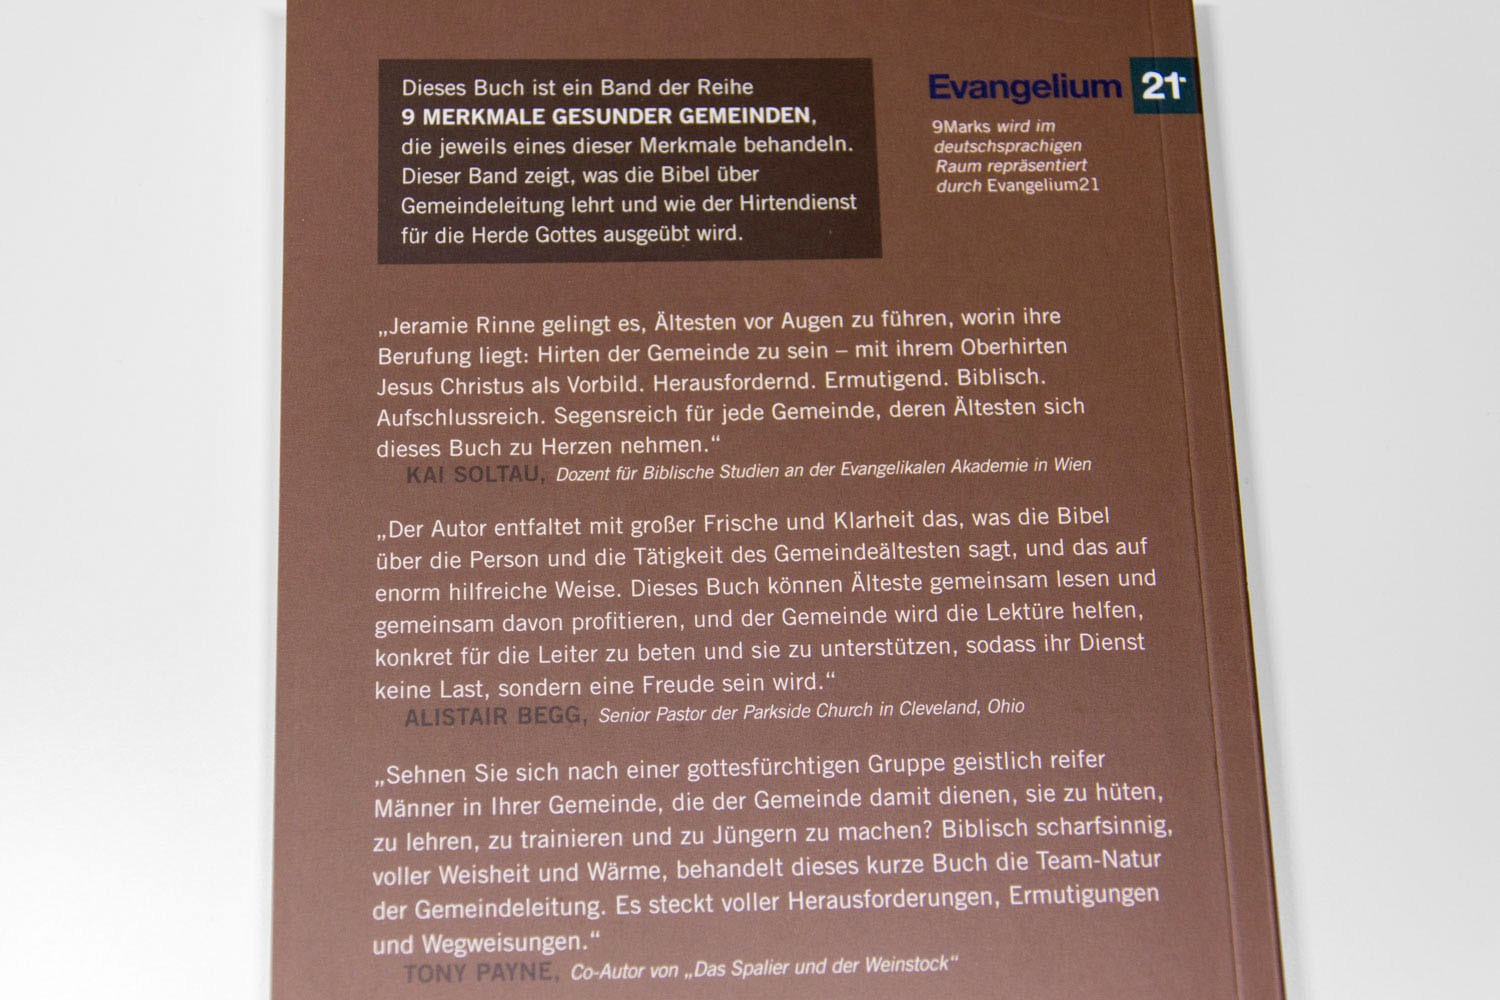 Dieses Buch ist ein Band der Reihe
9 MERKMALE GESUNDER GEMEINDEN,
die jeweils eines dieser Merkmale behandeln.
Dieser Band zeigt, was die Bibel über
Gemeindeleitung lehrt und wie der Hirtendienst
für die Herde Gottes ausgeübt wird.
Evangelium 21
9Marks wird im
deutschsprachigen
Raum repräsentiert
durch Evangelium21
„Jeramie Rinne gelingt es, Ältesten vor Augen zu führen, worin ihre
Berufung liegt: Hirten der Gemeinde zu sein – mit ihrem Oberhirten
Jesus Christus als Vorbild. Herausfordernd. Ermutigend. Biblisch.
Aufschlussreich. Segensreich für jede Gemeinde, deren Ältesten sich
dieses Buch zu Herzen nehmen.“
KAI SOLTAU, Dozent für Biblische Studien an der Evangelikalen Akademie in Wien
„Der Autor entfaltet mit großer Frische und Klarheit das, was die Bibel
über die Person und die Tätigkeit des Gemeindeältesten sagt, und das auf
enorm hilfreiche Weise. Dieses Buch können Älteste gemeinsam lesen und
gemeinsam davon profitieren, und der Gemeinde wird die Lektüre helfen,
konkret für die Leiter zu beten und sie zu unterstützen, sodass ihr Dienst
keine Last, sondern eine Freude sein wird.“
ALISTAIR BEGG, Senior Pastor der Parkside Church in Cleveland, Ohio
„Sehnen Sie sich nach einer gottesfürchtigen Gruppe geistlich reifer
Männer in Ihrer Gemeinde, die der Gemeinde damit dienen, sie zu hüten,
zu lehren, zu trainieren und zu Jüngern zu machen? Biblisch scharfsinnig,
voller Weisheit und Wärme, behandelt dieses kurze Buch die Team-Natur
der Gemeindeleitung. Es steckt voller Herausforderungen, Ermutigungen
und Wegweisungen.“
TONY PAYNE, Co-Autor von „Das Spalier und der Weinstock“